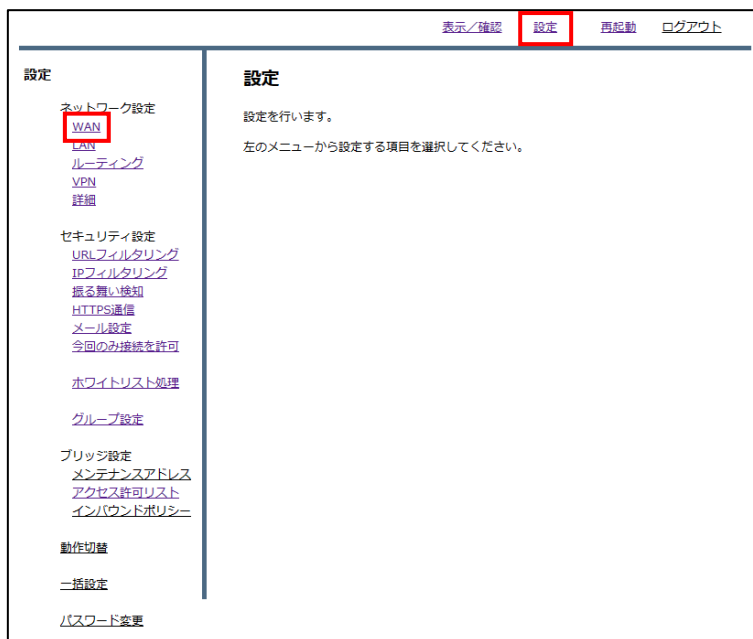 表示／確認 設定 再起動 ログアウト
設定
ネットワーク設定
WAN
LAN
ルーティング
VPN
詳細
セキュリティ設定
URLフィルタリング
IPフィルタリング
振る舞い検知
HTTPS通信
メール設定
今回のみ接続を許可
ホワイトリスト処理
グループ設定
ブリッジ設定
メンテナンスアドレス
アクセス許可リスト
インバウンドポリシー
動作切替
一括設定
パスワード変更
設定
設定を行います。
左のメニューから設定する項目を選択してください。